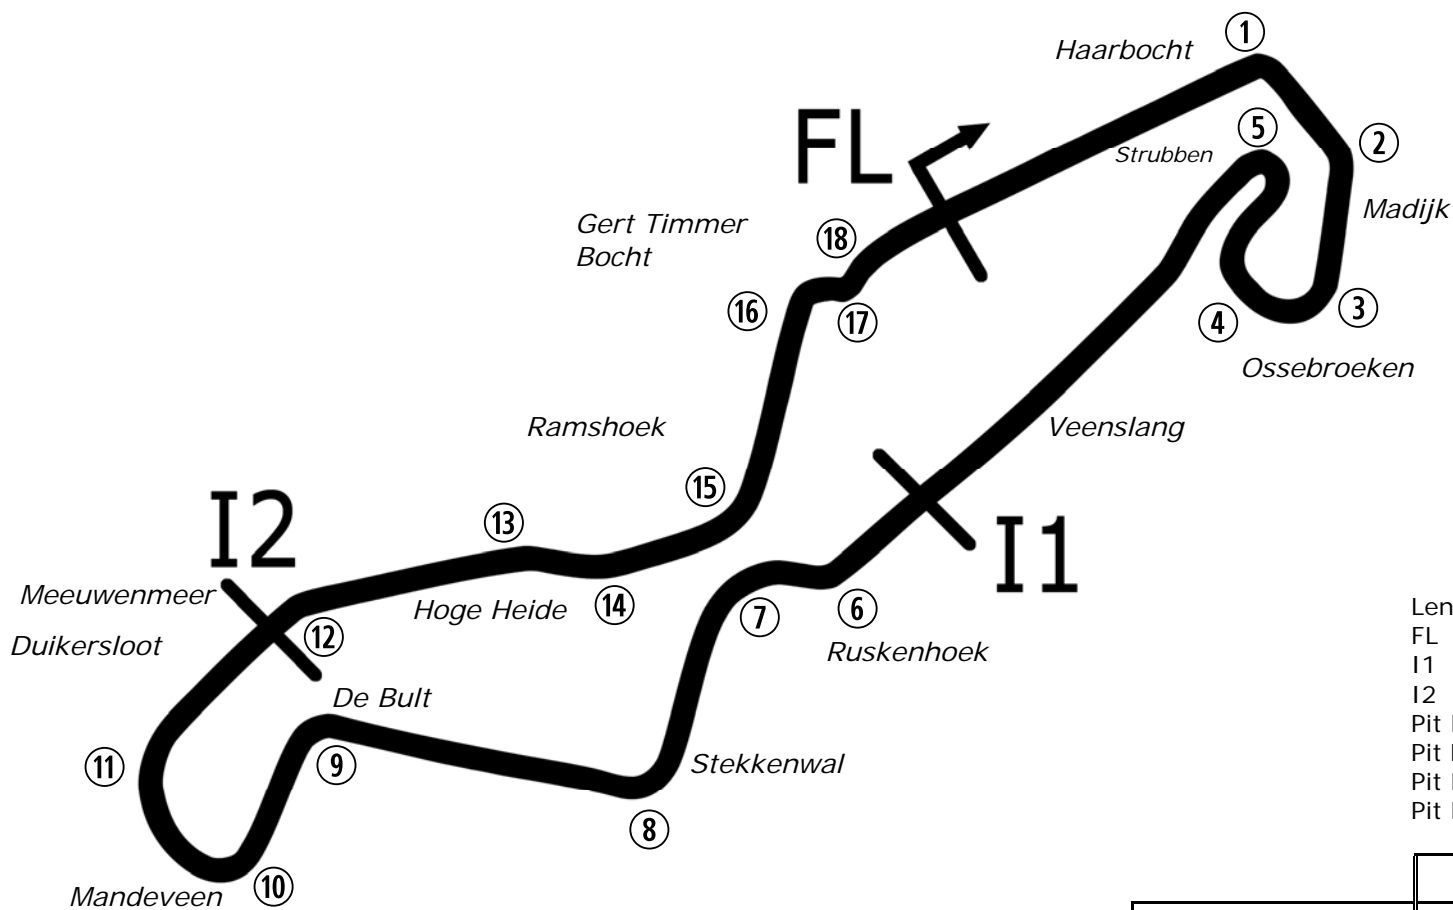 1
Haarbocht
FL
5
2
Strubben
Madijk
Gert Timmer
Bocht
18
16
17
4
3
Ossebroeken
Ramshoek
Veenslang
15
I2
13
I1
Meeuwenmeer
Hoge Heide
14
7
6
Len
FL
I1
I2
Pit
Pit
Pit
Pit
Duikersloot
12
Ruskenhoek
De Bult
11
9
Stekkenwal
8
10
Mandeveen